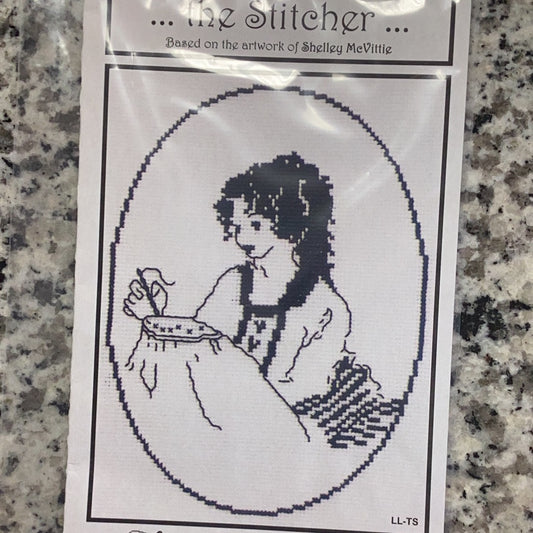 ... the Stitcher ...
Based on the artwork of Shelley McVittie
LL-TS